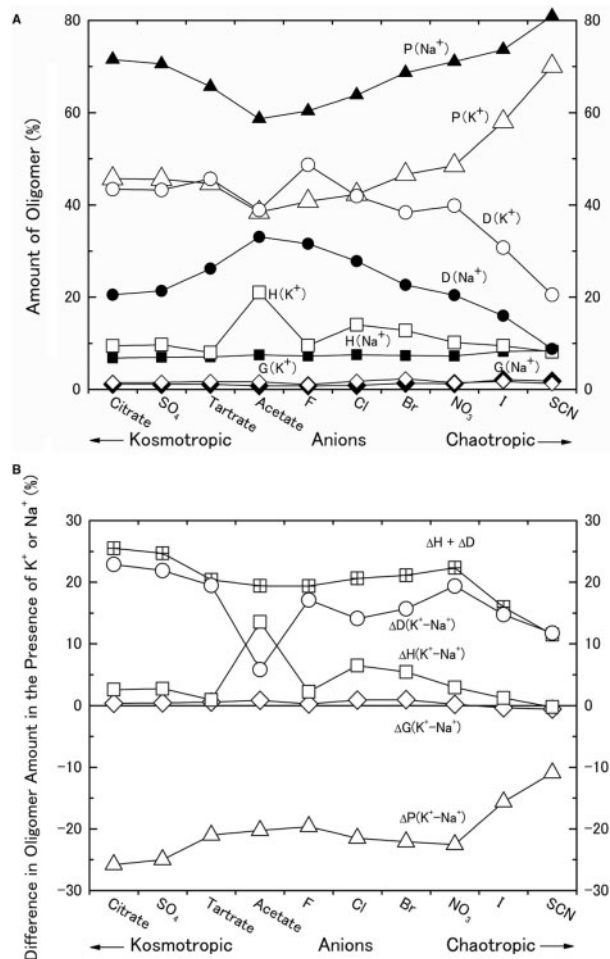 A
80
80
60
60
40
40
20
20
0
0
Amount of Oligomer (%)
P(Na⁺)
P(K⁺)
D(K⁺)
D(Na⁺)
H(K⁺)
H(Na⁺)
G(K⁺)
G(Na⁺)
Citrate
SO₄
Tartrate
Acetate
F
Cl
Br
NO₃
I
SCN
← Kosmotropic Anions Chaotropic →
B
30
30
20
20
10
10
0
0
-10
-10
-20
-20
-30
-30
Difference in Oligomer Amount in the Presence of K⁺ or Na⁺ (%)
ΔH + ΔD
ΔD(K⁺−Na⁺)
ΔH(K⁺−Na⁺)
ΔG(K⁺−Na⁺)
ΔP(K⁺−Na⁺)
Citrate
SO₄
Tartrate
Acetate
F
Cl
Br
NO₃
I
SCN
← Kosmotropic Anions Chaotropic →